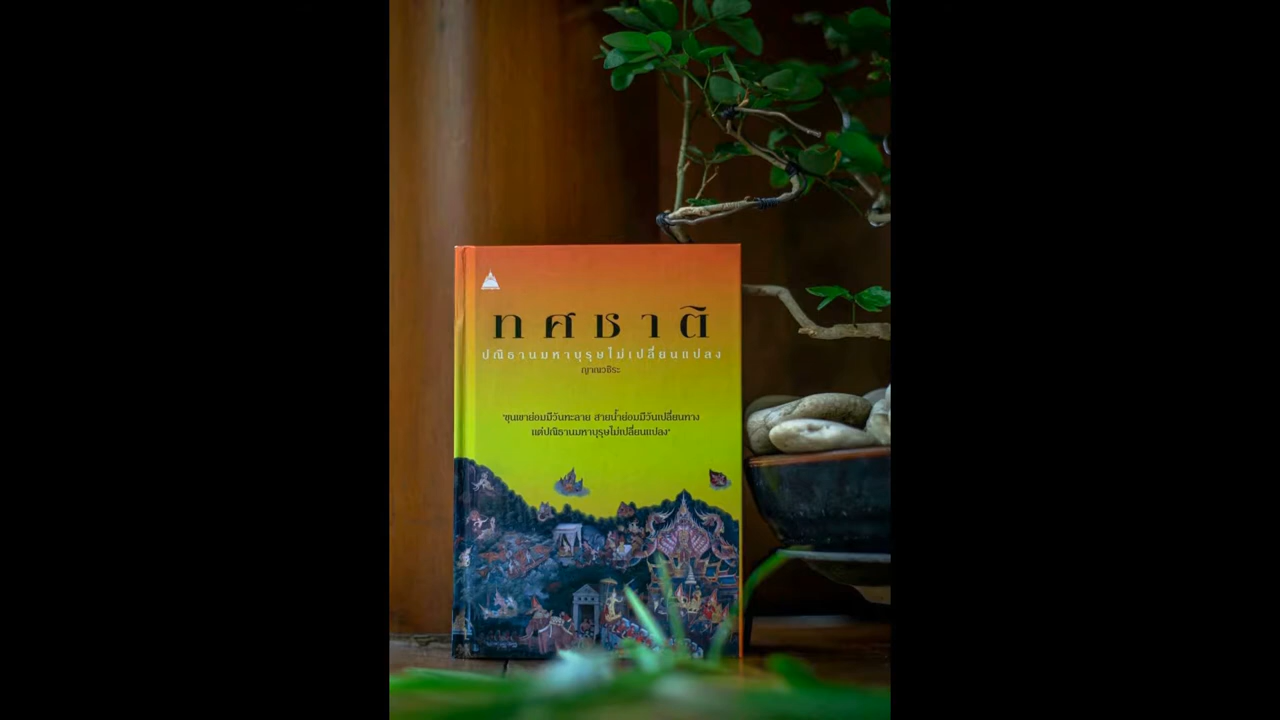 ทศชาติ
ปณิธานมหาบุรุษไม่เปลี่ยนแปลง
ญาณวชิระ
"ขุนเขาย่อมมีวันทะลาย สายน้ำย่อมมีวันเปลี่ยนทาง
แต่ปณิธานมหาบุรุษไม่เปลี่ยนแปลง"